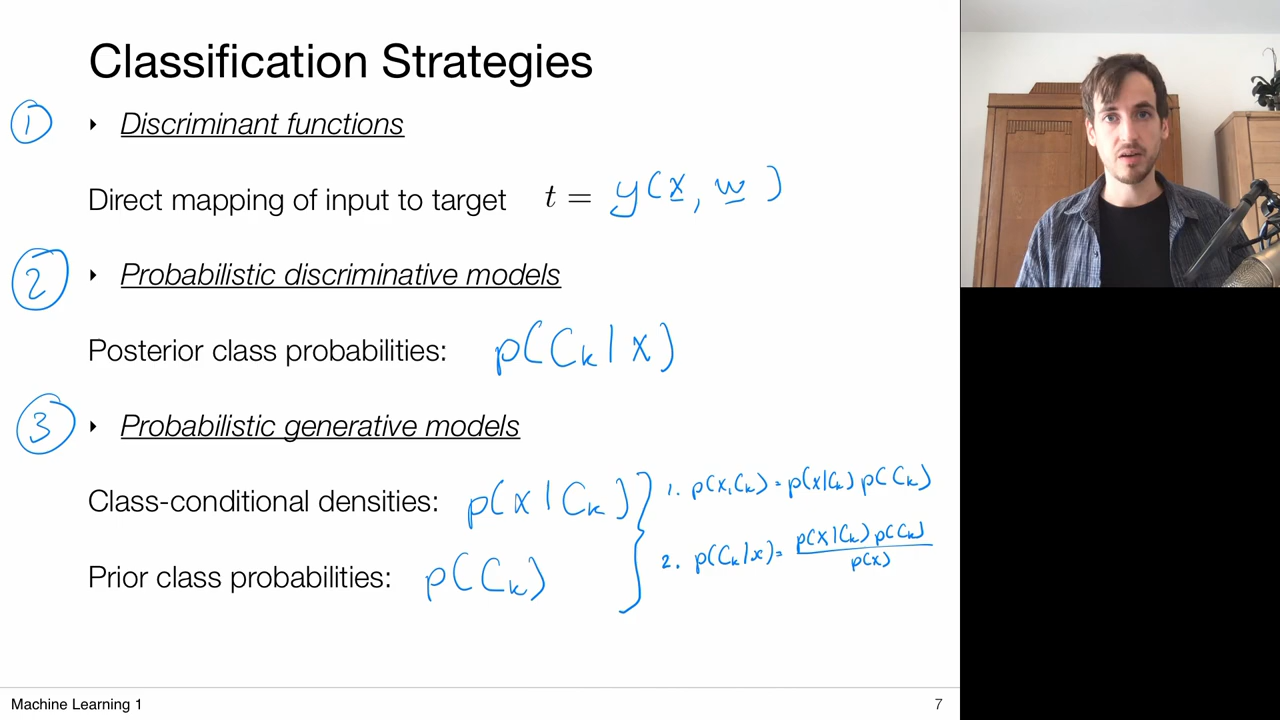 Classification Strategies
① ‣ Discriminant functions
Direct mapping of input to target t = y(x, w)
② ‣ Probabilistic discriminative models
Posterior class probabilities: p(Cₖ|x)
③ ‣ Probabilistic generative models
Class-conditional densities: p(x|Cₖ)
1. p(x,Cₖ) = p(x|Cₖ) p(Cₖ)
2. p(Cₖ|x) = p(x|Cₖ) p(Cₖ) / p(x)
Prior class probabilities: p(Cₖ)
Machine Learning 1
7